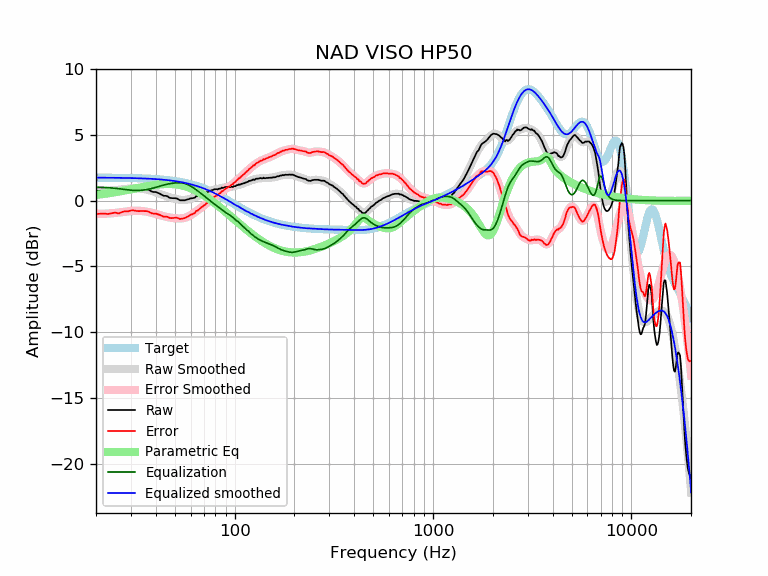 NAD VISO HP50
10
5
0
−5
−10
−15
−20
Amplitude (dBr)
Target
Raw Smoothed
Error Smoothed
Raw
Error
Parametric Eq
Equalization
Equalized smoothed
100 1000 10000
Frequency (Hz)